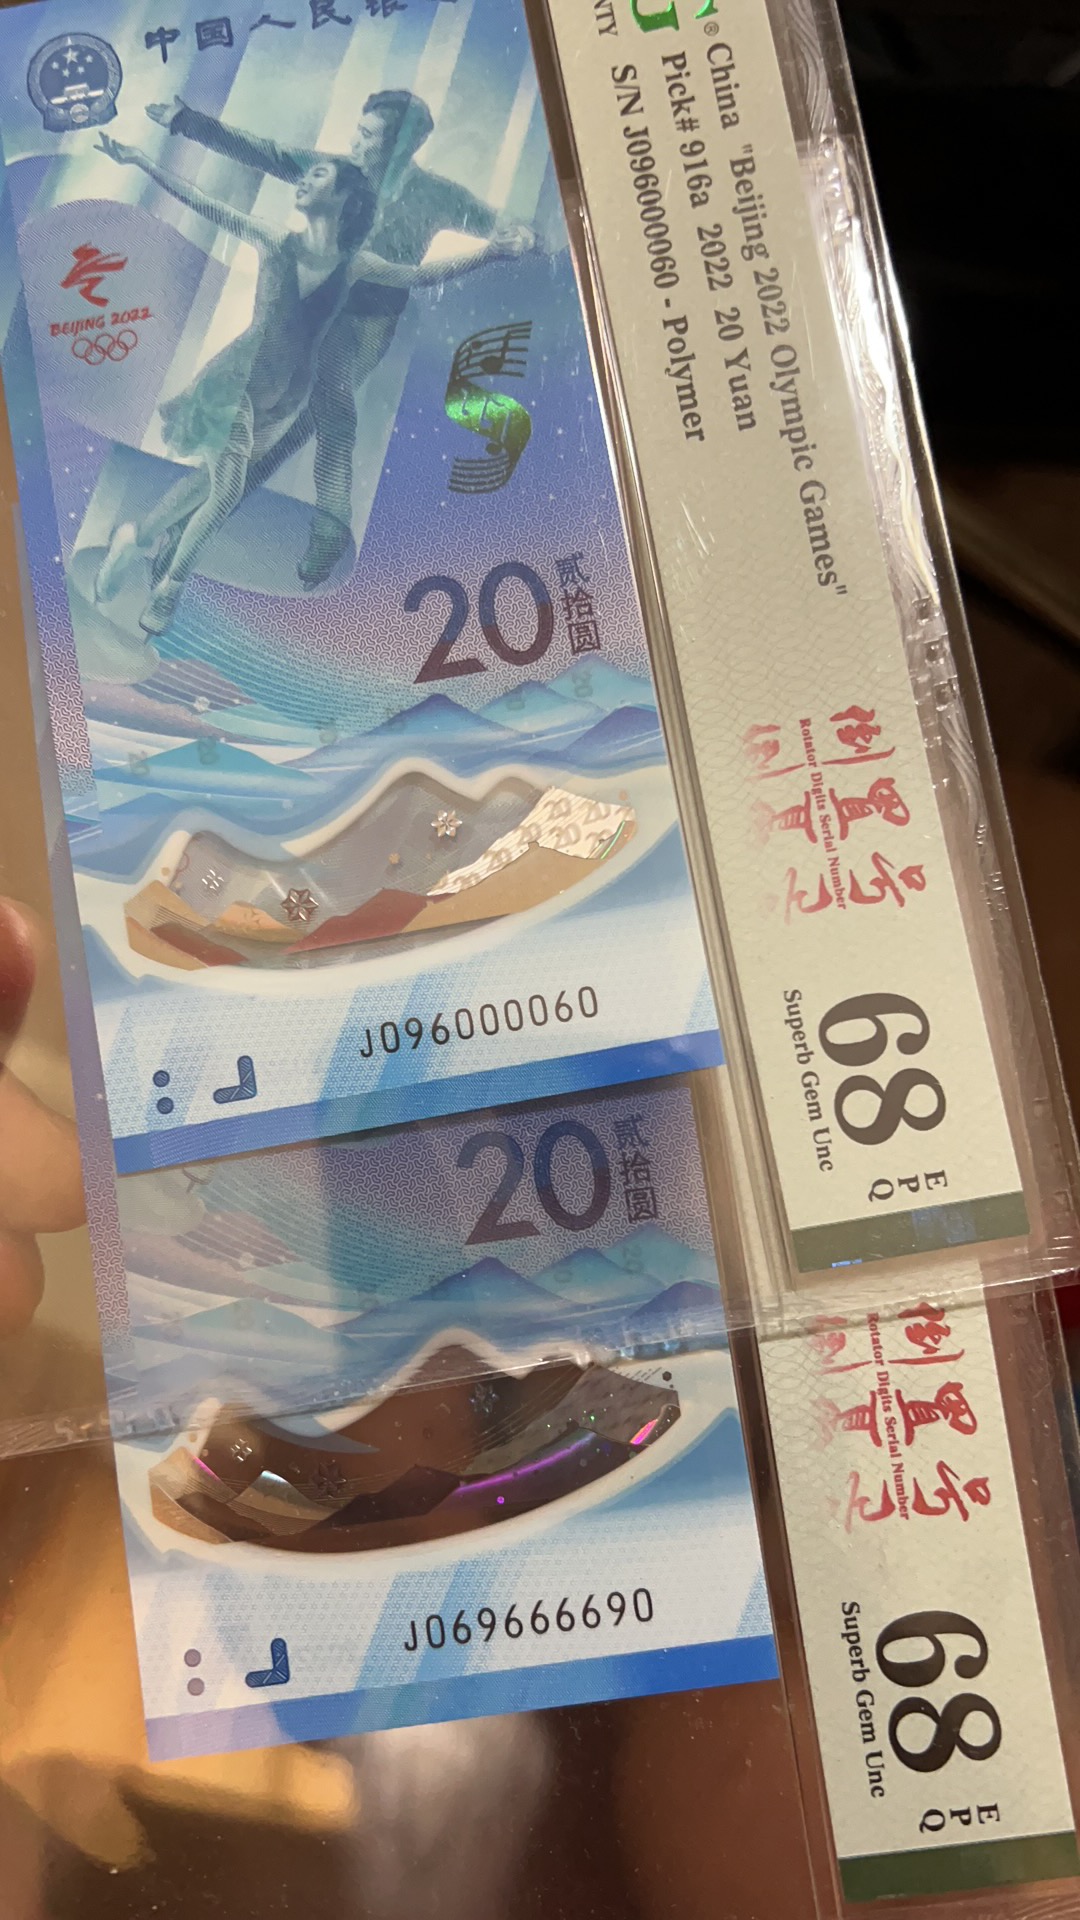 中国人民银
BEIJING 2022
20
贰拾圆
J096000060
® China "Beijing 2022 Olympic Games"
Pick# 916a 2022 20 Yuan
NTY S/N J096000060 - Polymer
倒置号
Rotator Digits Serial Number
68
EPQ
Superb Gem Unc
20
贰拾圆
J069666690
倒置号
Rotator Digits Serial Number
68
EPQ
Superb Gem Unc